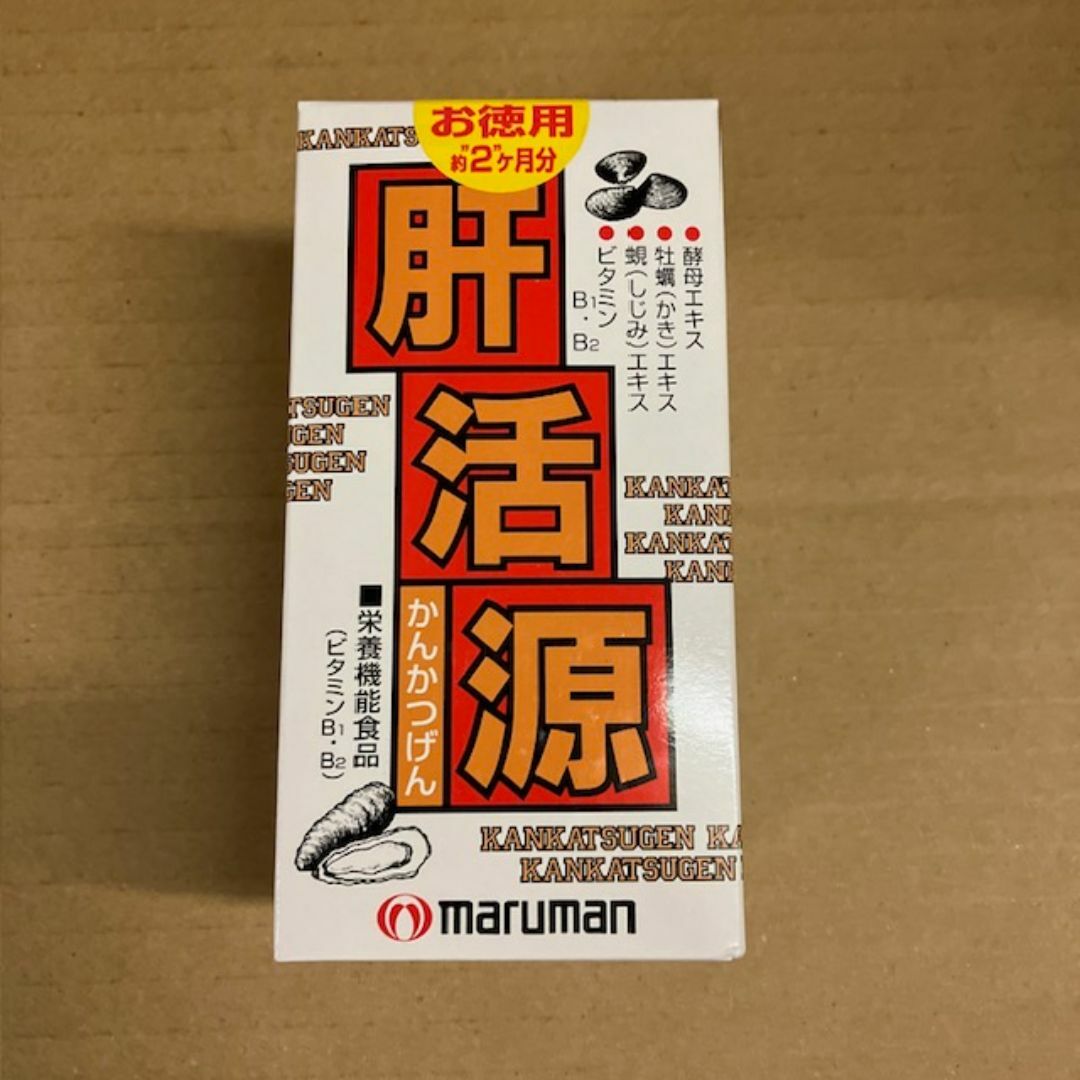 お徳用
約"2"ヶ月分
KANKATS
肝活源
かんかつげん
●酵母エキス
●牡蠣(かき)エキス
●蜆(しじみ)エキス
●ビタミンB1・B2
TSUGEN
GEN
SUGEN
GEN
KANKAT
KANK
KANKAT
KANK
■栄養機能食品
(ビタミンB1・B2)
KANKATSUGEN KA
KANKATSUGEN
maruman